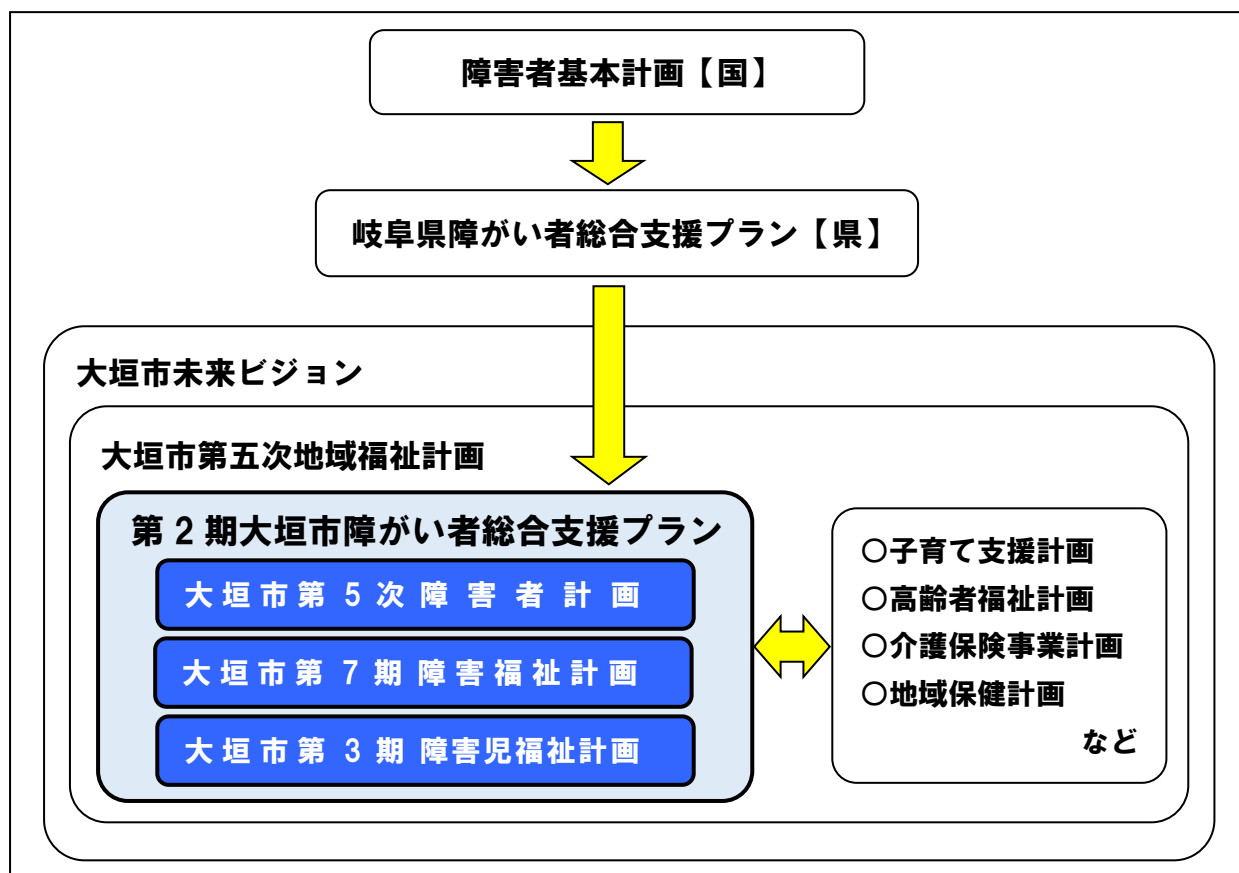 障害者基本計画【国】
岐阜県障がい者総合支援プラン【県】
大垣市未来ビジョン
大垣市第五次地域福祉計画
第2期大垣市障がい者総合支援プラン
大垣市第5次障害者計画
大垣市第7期障害福祉計画
大垣市第3期障害児福祉計画
○子育て支援計画
○高齢者福祉計画
○介護保険事業計画
○地域保健計画
など